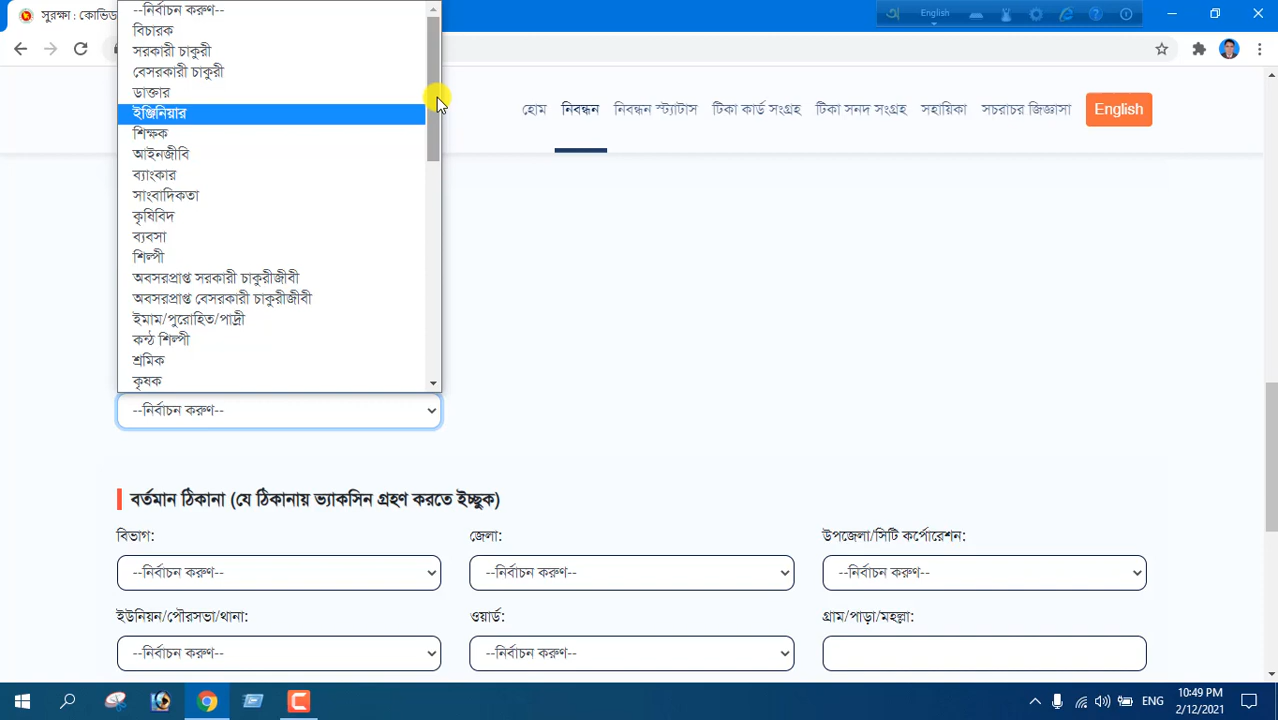 সুরক্ষা : কোভিড
--নির্বাচন করুণ--
বিচারক
সরকারী চাকুরী
বেসরকারী চাকুরী
ডাক্তার
ইঞ্জিনিয়ার
শিক্ষক
আইনজীবি
ব্যাংকার
সাংবাদিকতা
কৃষিবিদ
ব্যবসা
শিল্পী
অবসরপ্রাপ্ত সরকারী চাকুরীজীবী
অবসরপ্রাপ্ত বেসরকারী চাকুরীজীবী
ইমাম/পুরোহিত/পাদ্রী
কন্ঠ শিল্পী
শ্রমিক
কৃষক
--নির্বাচন করুণ--
অ English
হোম নিবন্ধন নিবন্ধন স্ট্যাটাস টিকা কার্ড সংগ্রহ টিকা সনদ সংগ্রহ সহায়িকা সচরাচর জিজ্ঞাসা English
বর্তমান ঠিকানা (যে ঠিকানায় ভ্যাকসিন গ্রহণ করতে ইচ্ছুক)
বিভাগ: জেলা: উপজেলা/সিটি কর্পোরেশন:
--নির্বাচন করুণ-- --নির্বাচন করুণ-- --নির্বাচন করুণ--
ইউনিয়ন/পৌরসভা/থানা: ওয়ার্ড: গ্রাম/পাড়া/মহল্লা:
--নির্বাচন করুণ-- --নির্বাচন করুণ--
ENG
10:49 PM
2/12/2021